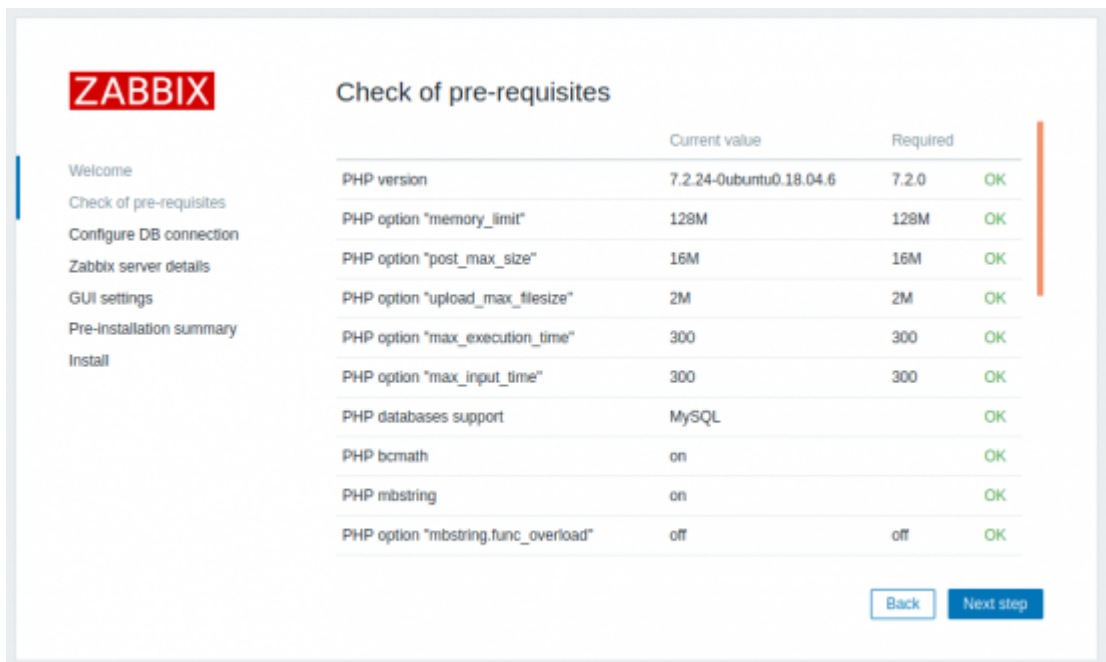 ZABBIX
Welcome
Check of pre-requisites
Configure DB connection
Zabbix server details
GUI settings
Pre-installation summary
Install
Check of pre-requisites
Current value Required
PHP version 7.2.24-0ubuntu0.18.04.6 7.2.0 OK
PHP option "memory_limit" 128M 128M OK
PHP option "post_max_size" 16M 16M OK
PHP option "upload_max_filesize" 2M 2M OK
PHP option "max_execution_time" 300 300 OK
PHP option "max_input_time" 300 300 OK
PHP databases support MySQL OK
PHP bcmath on OK
PHP mbstring on OK
PHP option "mbstring.func_overload" off off OK
Back Next step